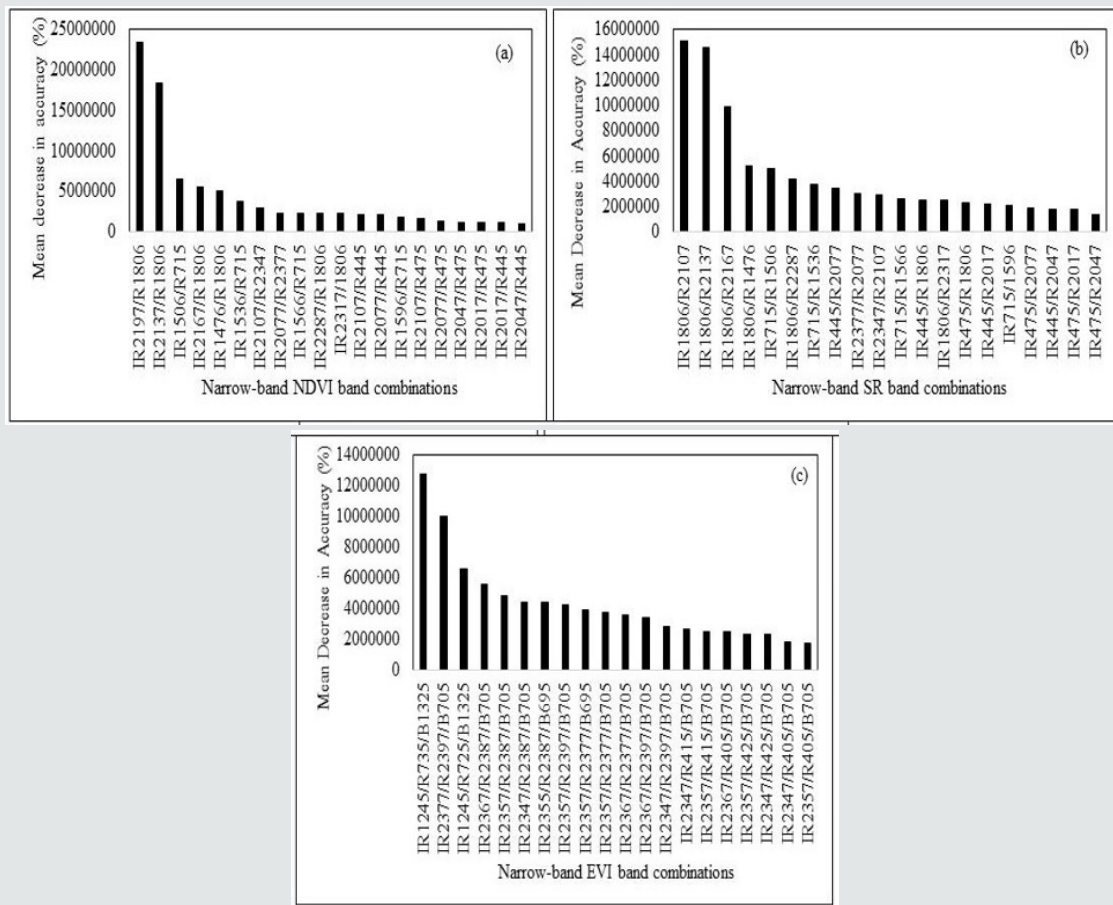 (a)
Mean decrease in accuracy (%)
25000000
20000000
15000000
10000000
5000000
0
IR2197/R1806
IR2137/R1806
IR1506/R715
IR2167/R1806
IR1476/R1806
IR1536/R715
IR2107/R2347
IR2077/R2377
IR1566/R715
IR2287/R1806
IR2317/1806
IR2107/R445
IR2077/R445
IR1596/R715
IR2107/R475
IR2077/R475
IR2047/R475
IR2017/R475
IR2017/R445
IR2047/R445
Narrow-band NDVI band combinations
(b)
Mean Decrease in Accuracy (%)
16000000
14000000
12000000
10000000
8000000
6000000
4000000
2000000
0
IR1806/R2107
IR1806/R2137
IR1806/R2167
IR1806/R1476
IR715/R1506
IR1806/R2287
IR715/R1536
IR445/R2077
IR2377/R2077
IR2347/R2107
IR715/R1566
IR445/R1806
IR1806/R2317
IR475/R1806
IR445/R2017
IR715/1596
IR475/R2077
IR445/R2047
IR475/R2017
IR475/R2047
Narrow-band SR band combinations
(c)
Mean Decrease in Accuracy (%)
14000000
12000000
10000000
8000000
6000000
4000000
2000000
0
IR1245/R735/B1325
IR2377/R2397/B705
IR1245/R725/B1325
IR2367/R2387/B705
IR2357/R2387/B705
IR2347/R2387/B705
IR2355/R2387/B695
IR2357/R2397/B705
IR2357/R2377/B695
IR2357/R2377/B705
IR2367/R2377/B705
IR2367/R2397/B705
IR2347/R2397/B705
IR2347/R415/B705
IR2357/R415/B705
IR2367/R405/B705
IR2357/R425/B705
IR2347/R425/B705
IR2347/R405/B705
IR2357/R405/B705
Narrow-band EVI band combinations